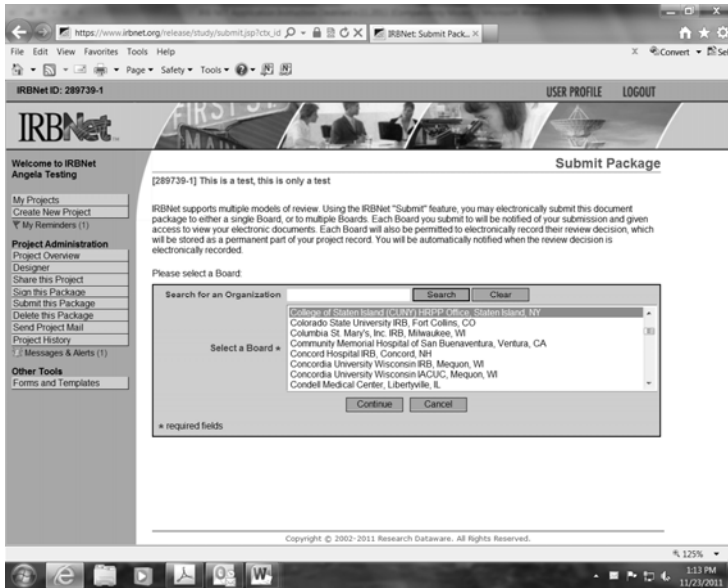 https://www.irbnet.org/release/study/submit.jsp?ctx_id
IRBNet: Submit Pack...
File Edit View Favorites Tools Help
x Convert Sel
Page Safety Tools
IRBNet ID: 289739-1
USER PROFILE LOGOUT
IRBNet
FIRST ST
MAIN
Welcome to IRBNet
Angela Testing
My Projects
Create New Project
My Reminders (1)
Project Administration
Project Overview
Designer
Share this Project
Sign this Package
Submit this Package
Delete this Package
Send Project Mail
Project History
Messages & Alerts (1)
Other Tools
Forms and Templates
Submit Package
[289739-1] This is a test, this is only a test
IRBNet supports multiple models of review. Using the IRBNet "Submit" feature, you may electronically submit this document
package to either a single Board, or to multiple Boards. Each Board you submit to will be notified of your submission and given
access to view your electronic documents. Each Board will also be permitted to electronically record their review decision, which
will be stored as a permanent part of your project record. You will be automatically notified when the review decision is
electronically recorded.
Please select a Board:
Search for an Organization Search Clear
Select a Board *
College of Staten Island (CUNY) HRPP Office, Staten Island, NY
Colorado State University IRB, Fort Collins, CO
Columbia St. Mary's, Inc. IRB, Milwaukee, WI
Community Memorial Hospital of San Buenaventura, Ventura, CA
Concord Hospital IRB, Concord, NH
Concordia University Wisconsin IRB, Mequon, WI
Concordia University Wisconsin IACUC, Mequon, WI
Condell Medical Center, Libertyville, IL
Continue Cancel
* required fields
Copyright © 2002-2011 Research Dataware. All Rights Reserved.
125%
1:13 PM
11/23/2011